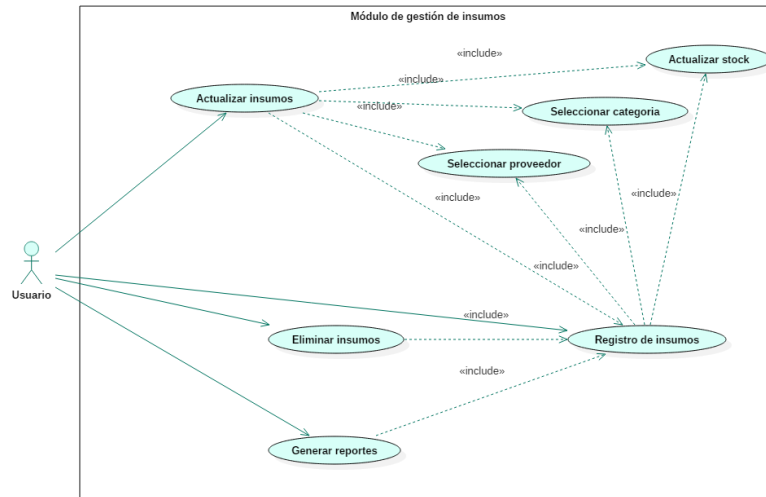 Módulo de gestión de insumos
«include»
Actualizar stock
«include»
Actualizar insumos
«include»
Seleccionar categoria
Seleccionar proveedor
«include»
«include»
«include»
Usuario
«include»
Eliminar insumos
Registro de insumos
«include»
Generar reportes